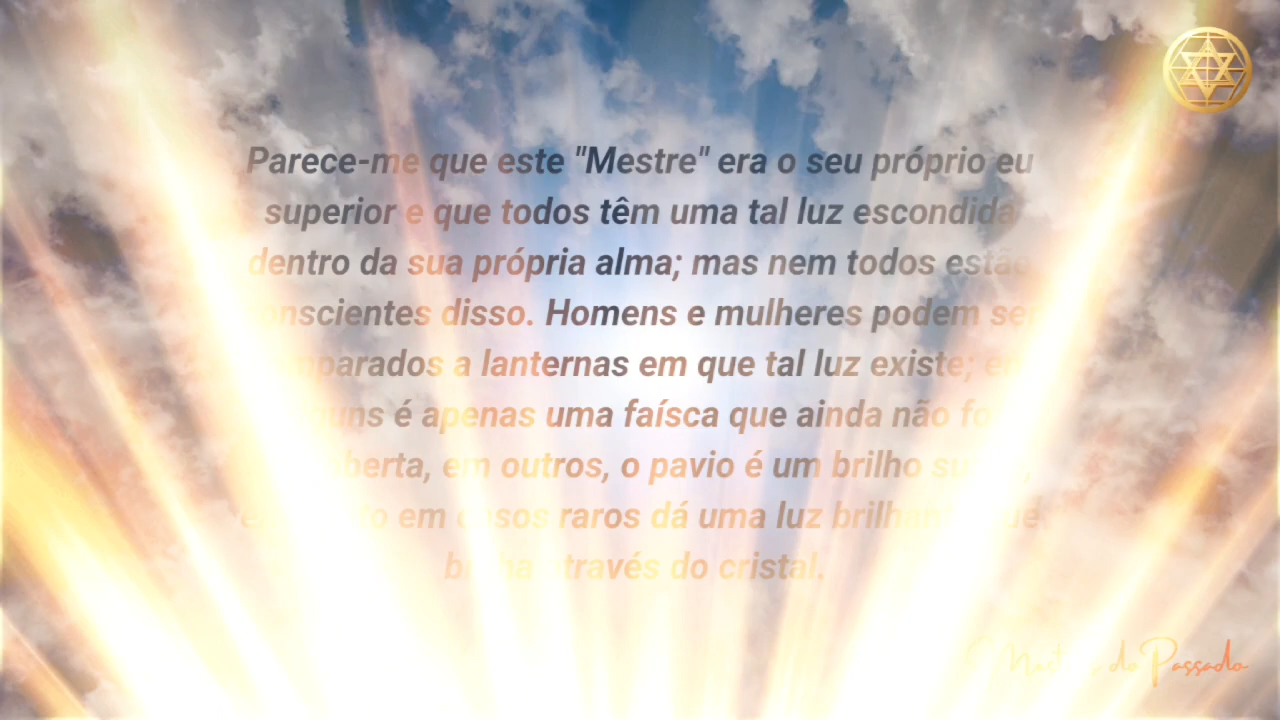 Parece-me que este "Mestre" era o seu próprio eu
superior e que todos têm uma tal luz escondida
dentro da sua própria alma; mas nem todos estão
conscientes disso. Homens e mulheres podem ser
comparados a lanternas em que tal luz existe; em
alguns é apenas uma faísca que ainda não foi
descoberta, em outros, o pavio é um brilho
em casos raros dá uma luz brilhante que
brilha através do cristal.
do Passado